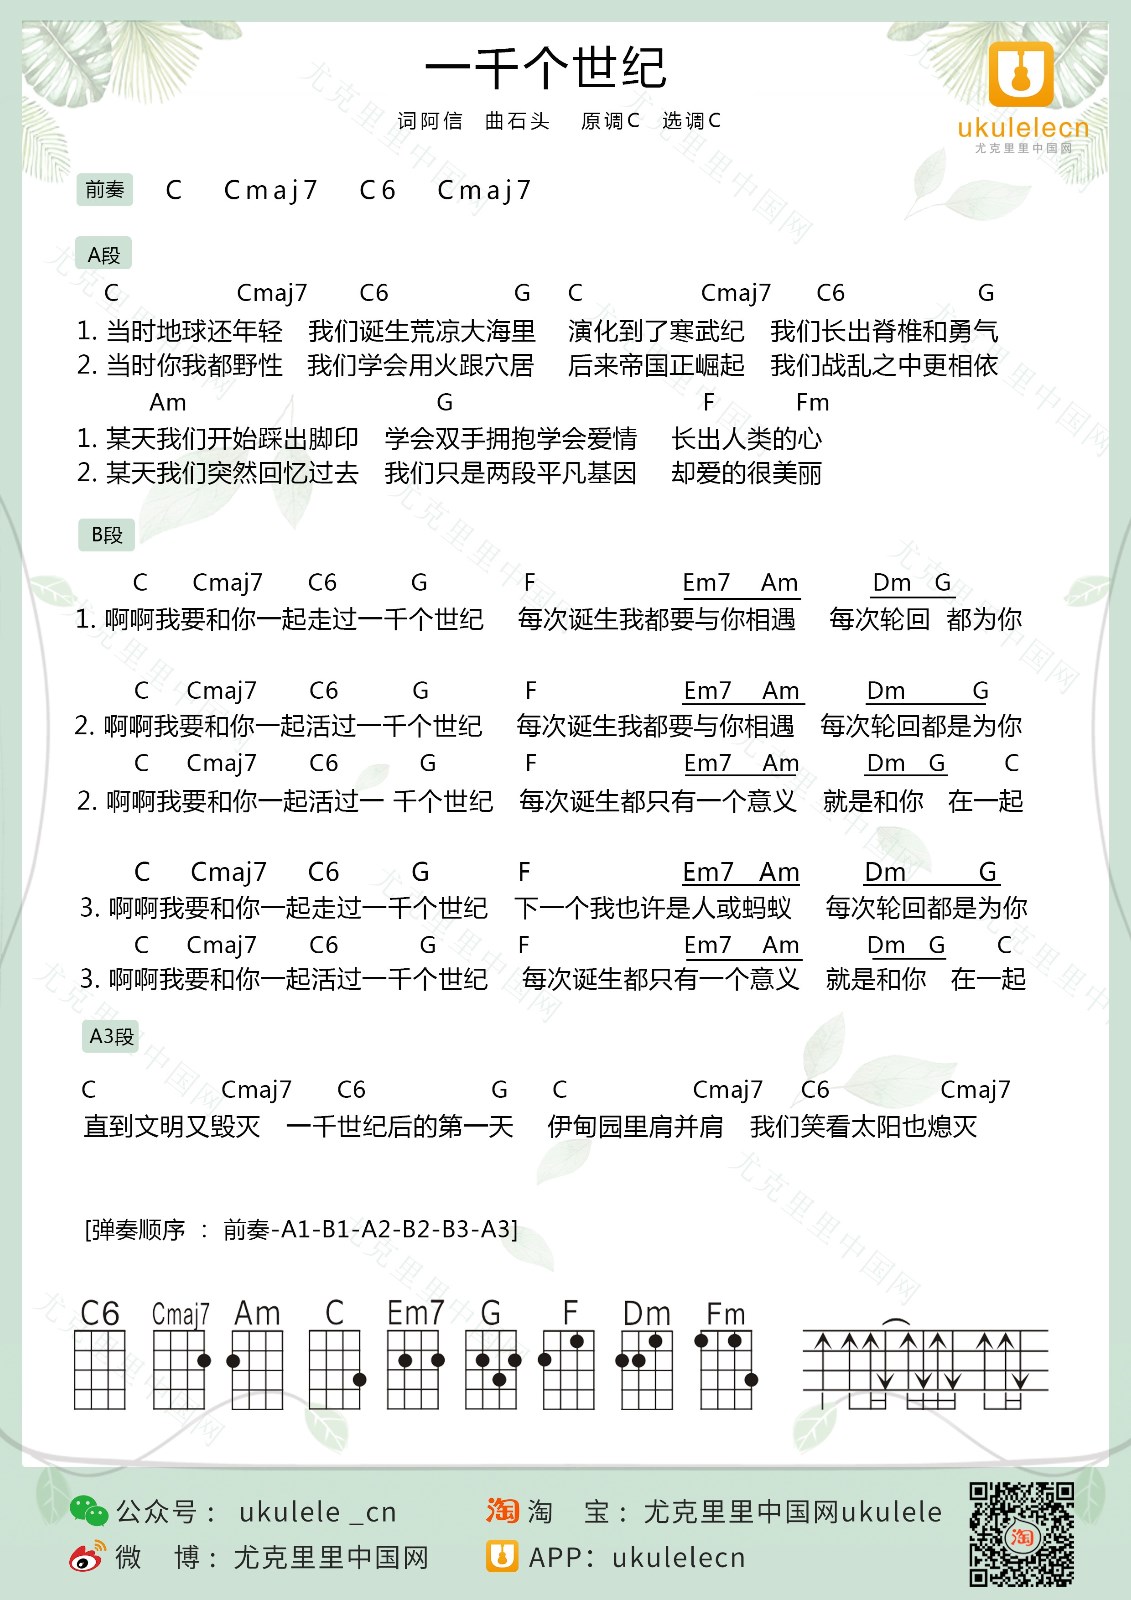 一千个世纪
词阿信 曲石头 原调C 选调C
ukulelecn
尤克里里中国网
前奏 C Cmaj7 C6 Cmaj7
A段
C Cmaj7 C6 G C Cmaj7 C6 G
1. 当时地球还年轻 我们诞生荒凉大海里 演化到了寒武纪 我们长出脊椎和勇气
2. 当时你我都野性 我们学会用火跟穴居 后来帝国正崛起 我们战乱之中更相依
Am G F Fm
1. 某天我们开始踩出脚印 学会双手拥抱学会爱情 长出人类的心
2. 某天我们突然回忆过去 我们只是两段平凡基因 却爱的很美丽
B段
C Cmaj7 C6 G F Em7 Am Dm G
1. 啊啊我要和你一起走过一千个世纪 每次诞生我都要与你相遇 每次轮回 都为你
C Cmaj7 C6 G F Em7 Am Dm G
2. 啊啊我要和你一起活过一千个世纪 每次诞生我都要与你相遇 每次轮回都是为你
C Cmaj7 C6 G F Em7 Am Dm G C
2. 啊啊我要和你一起活过一 千个世纪 每次诞生都只有一个意义 就是和你 在一起
C Cmaj7 C6 G F Em7 Am Dm G
3. 啊啊我要和你一起走过一千个世纪 下一个我也许是人或蚂蚁 每次轮回都是为你
C Cmaj7 C6 G F Em7 Am Dm G C
3. 啊啊我要和你一起活过一千个世纪 每次诞生都只有一个意义 就是和你 在一起
A3段
C Cmaj7 C6 G C Cmaj7 C6 Cmaj7
直到文明又毁灭 一千世纪后的第一天 伊甸园里肩并肩 我们笑看太阳也熄灭
[弹奏顺序 : 前奏-A1-B1-A2-B2-B3-A3]
C6 Cmaj7 Am C Em7 G F Dm Fm
公众号： ukulele _cn 淘 淘 宝：尤克里里中国网ukulele
微 博：尤克里里中国网 APP：ukulelecn
淘